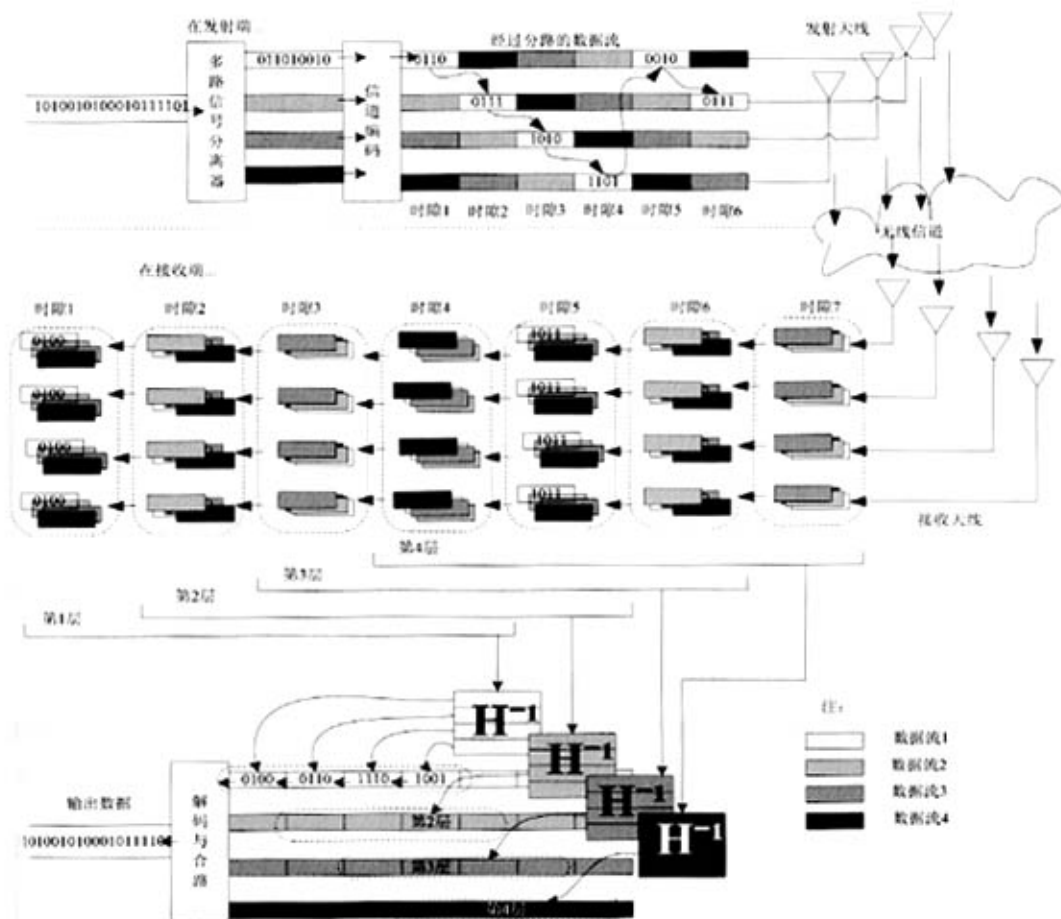 在发射端...
经过分路的数据流
发射天线
多路信号分离器
信道编码
101001010001011110 1
011010010
0110
0010
0111
0111
1010
1101
时隙1 时隙2 时隙3 时隙4 时隙5 时隙6
无线信道
在接收端...
时隙1 时隙2 时隙3 时隙4 时隙5 时隙6 时隙7
0100
1011
0100
1011
0100
1011
0100
1011
接收天线
第4层
第3层
第2层
第1层
H⁻¹
H⁻¹
H⁻¹
H⁻¹
注:
数据流1
数据流2
数据流3
数据流4
0100 0110 1110 1001
输出数据
解码与合路
第2层
101001010001011110
第3层
第4层